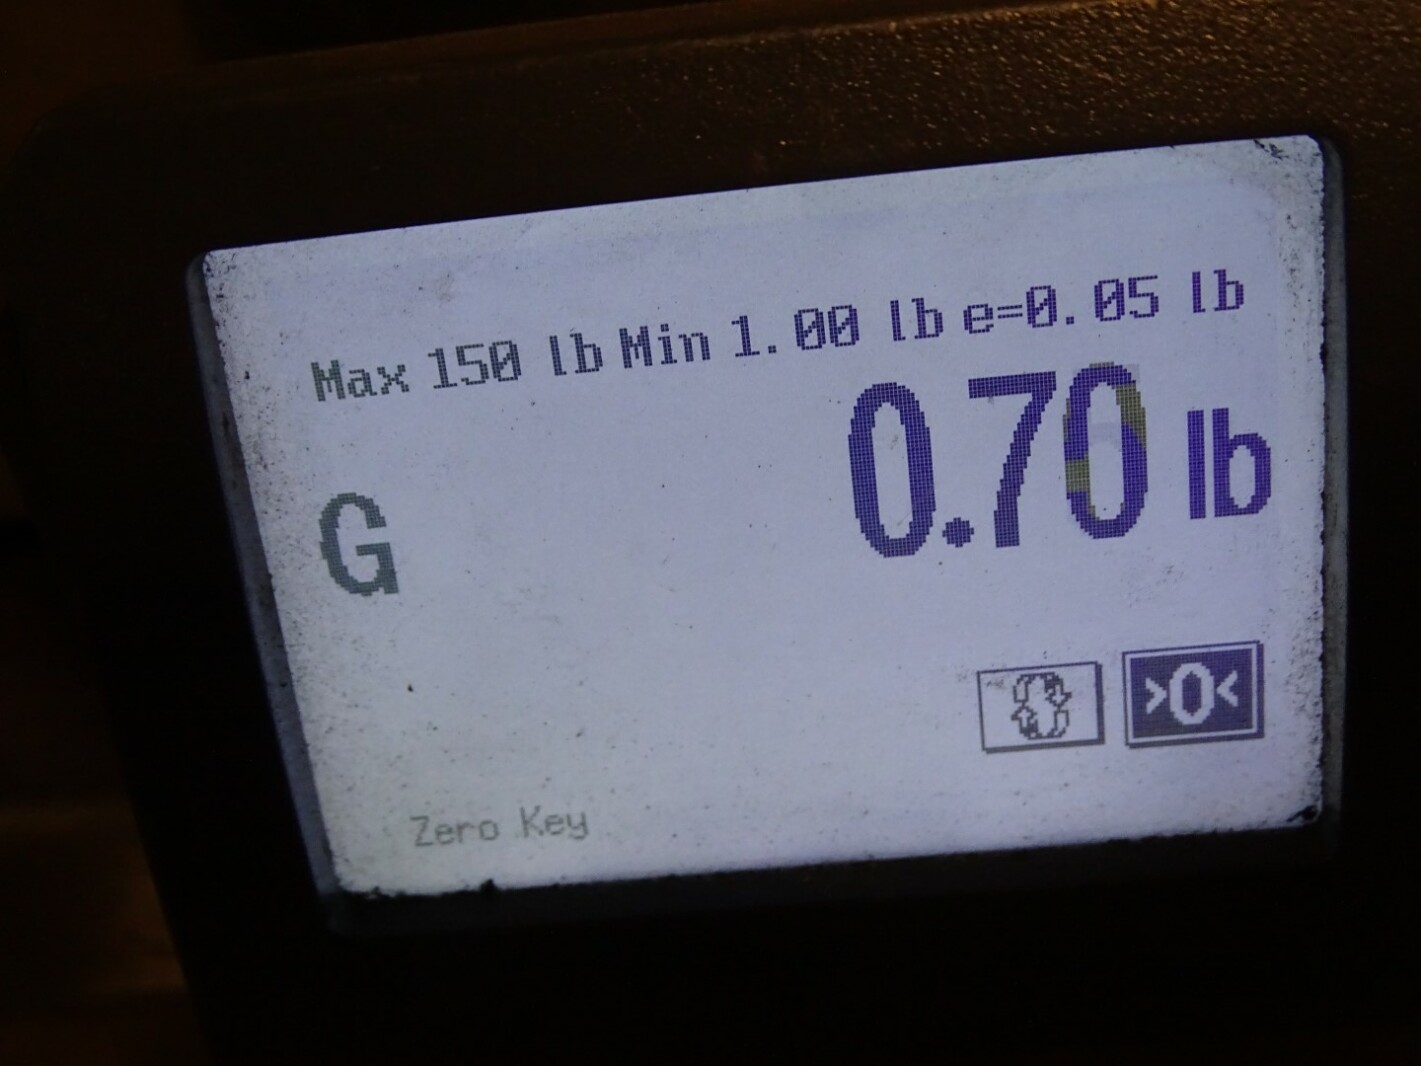 Max 150 lb Min 1.00 lb e=0.05 lb
0.70 lb
G
>0<
Zero Key